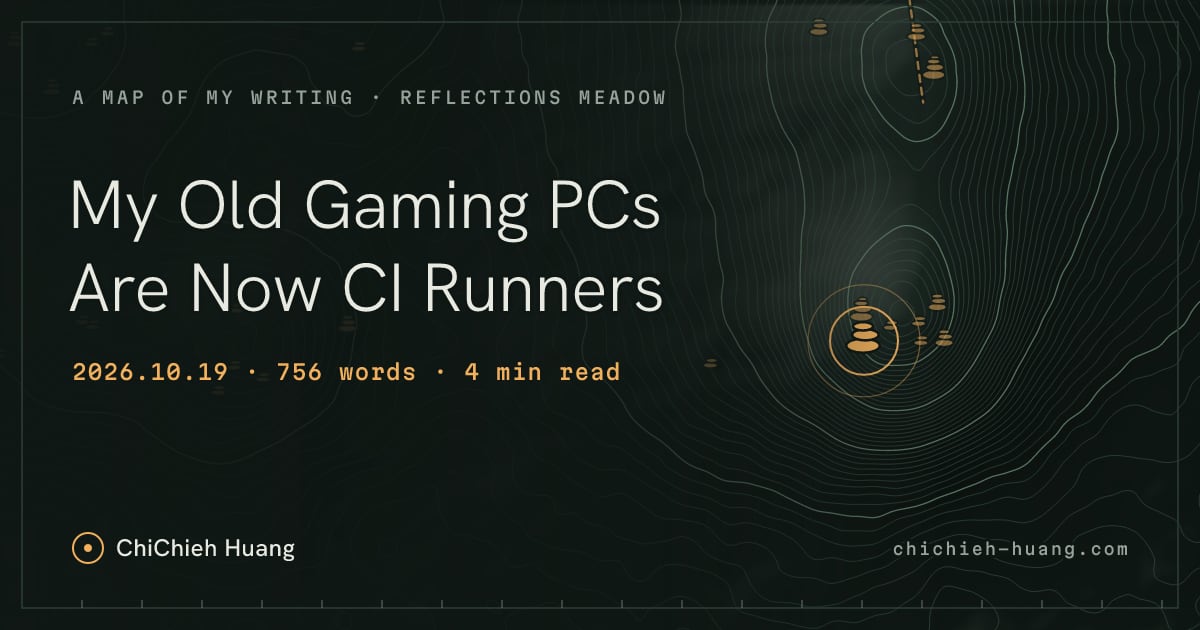 A MAP OF MY WRITING · REFLECTIONS MEADOW
My Old Gaming PCs
Are Now CI Runners
2026.10.19 · 756 words · 4 min read
ChiChieh Huang
chichieh-huang.com